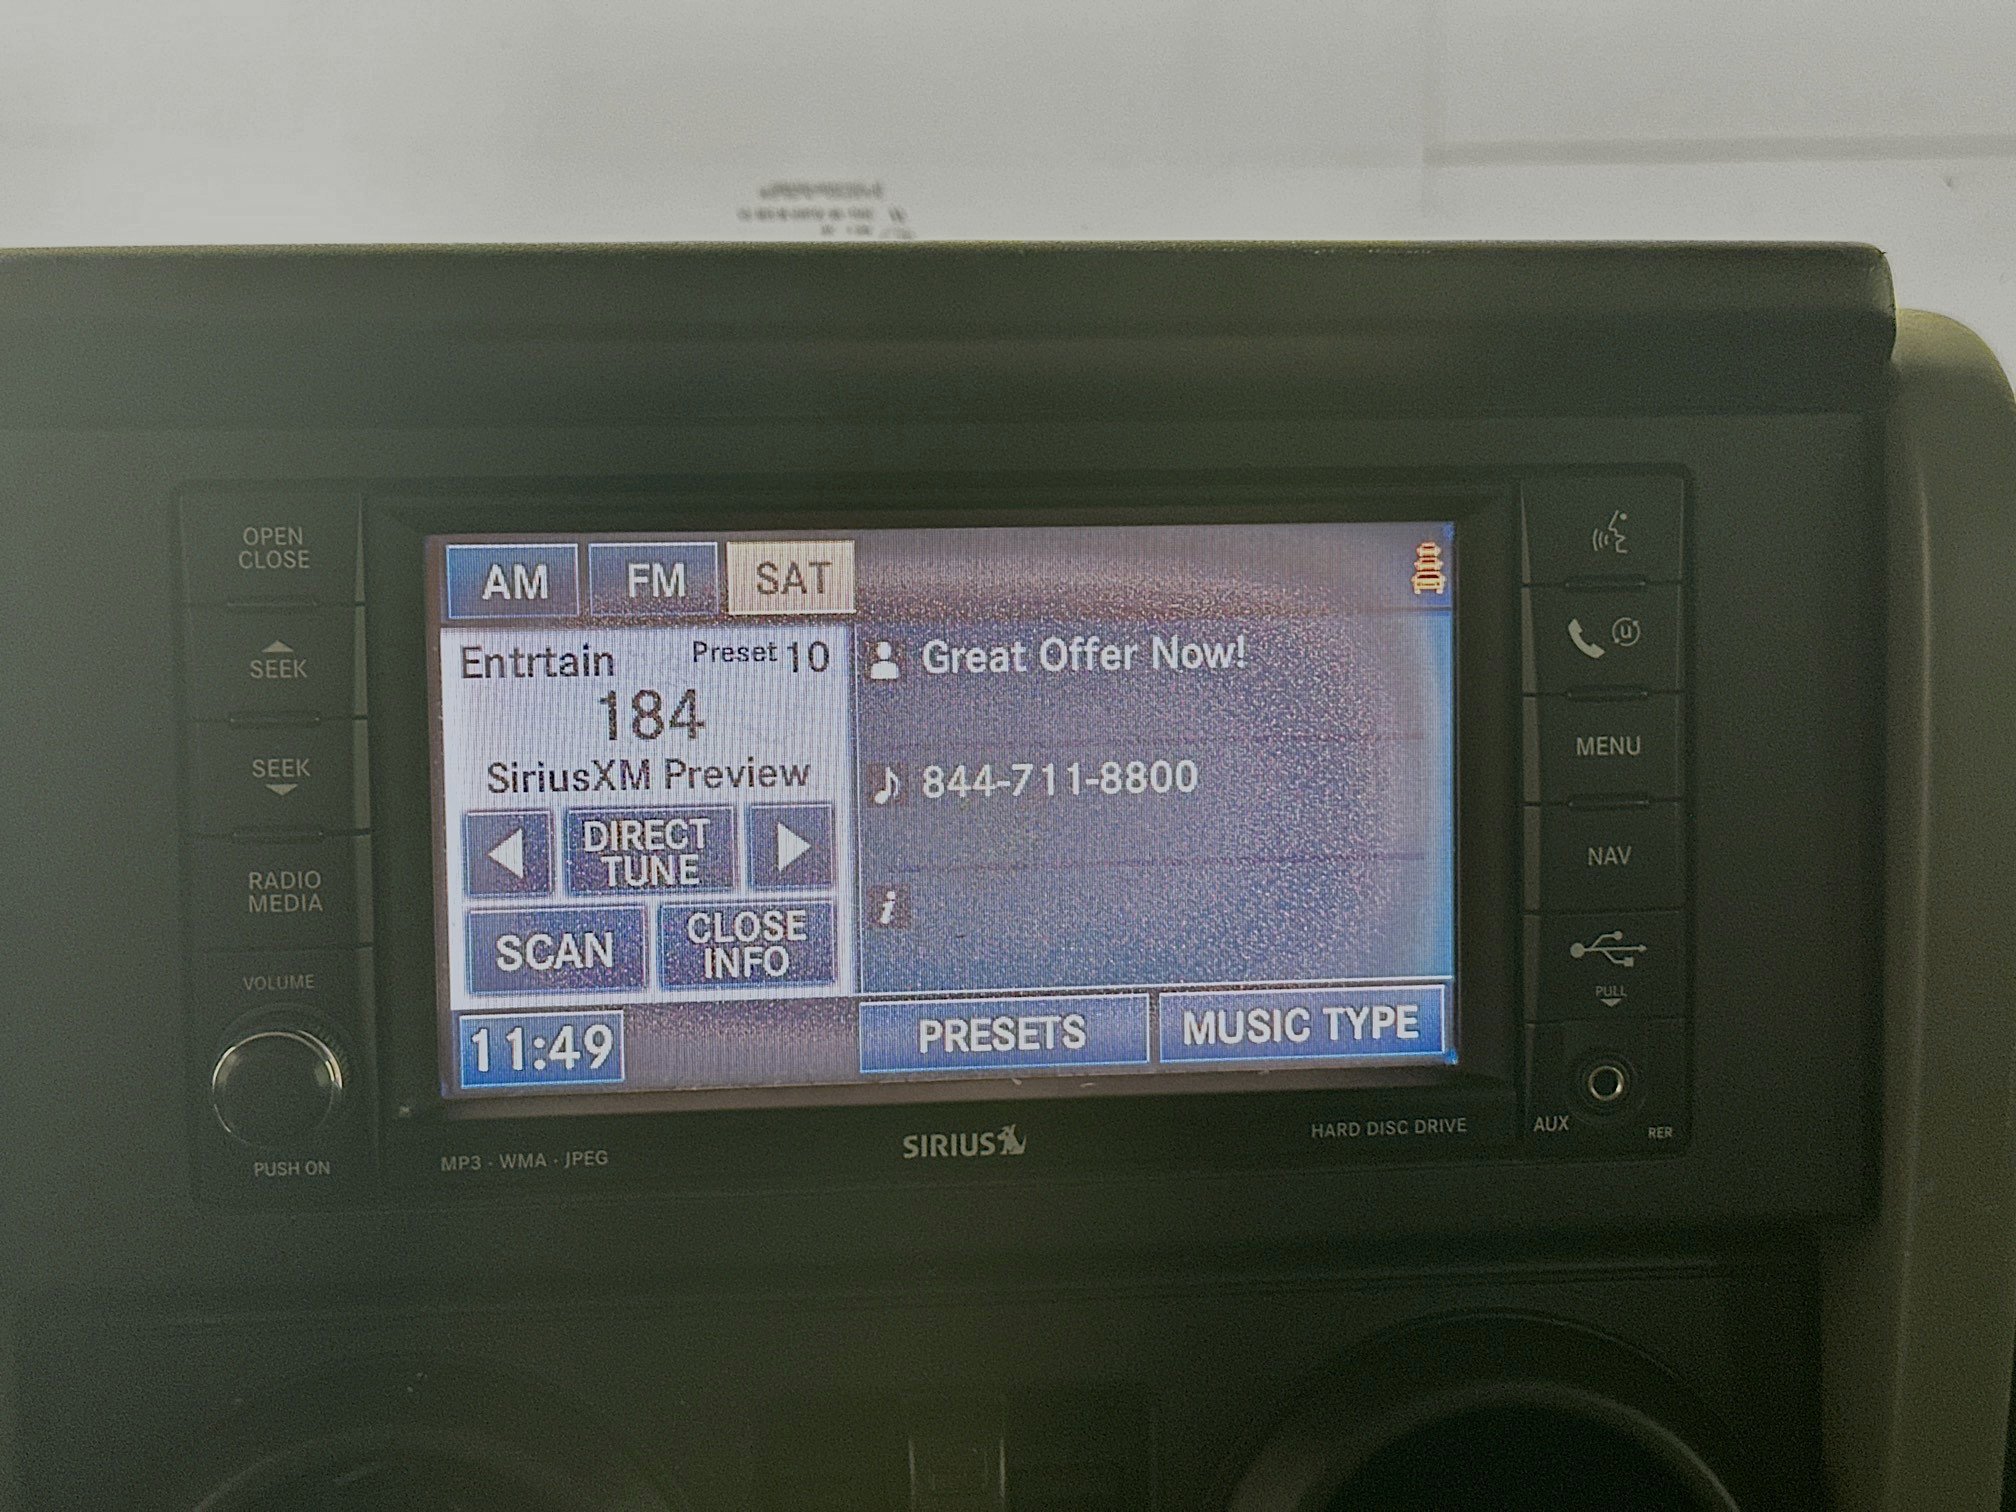 OPEN
CLOSE
SEEK
SEEK
RADIO
MEDIA
VOLUME
PUSH ON
AM FM SAT
Entrtain Preset 10
184
SiriusXM Preview
DIRECT
TUNE
SCAN
CLOSE
INFO
11:49
Great Offer Now!
844-711-8800
i
PRESETS
MUSIC TYPE
u
MENU
NAV
PULL
AUX
RER
MP3 - WMA - JPEG
SIRIUS
HARD DISC DRIVE